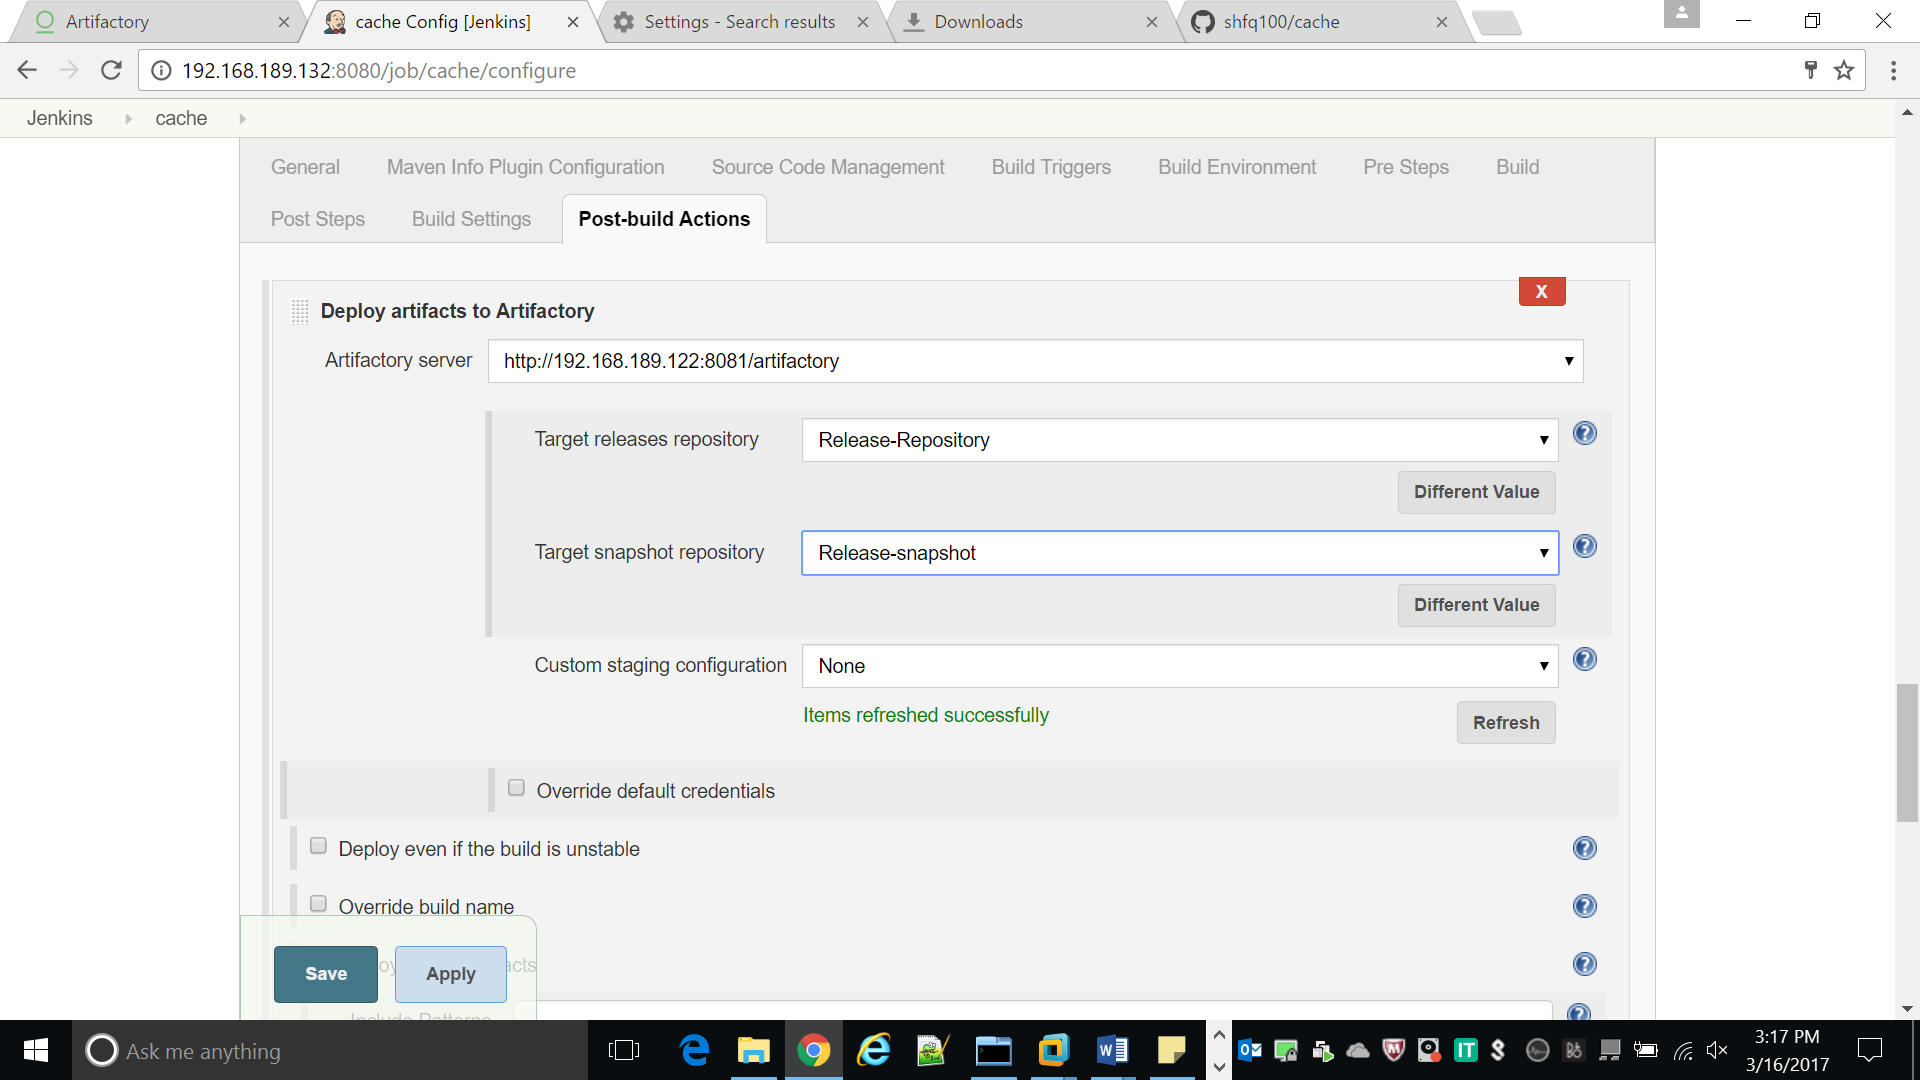 Artifactory
cache Config [Jenkins]
Settings - Search results
Downloads
shfq100/cache
192.168.189.132:8080/job/cache/configure
Jenkins
cache
General
Maven Info Plugin Configuration
Source Code Management
Build Triggers
Build Environment
Pre Steps
Build
Post Steps
Build Settings
Post-build Actions
X
Deploy artifacts to Artifactory
Artifactory server
http://192.168.189.122:8081/artifactory
Target releases repository
Release-Repository
Different Value
Target snapshot repository
Release-snapshot
Different Value
Custom staging configuration
None
Items refreshed successfully
Refresh
Override default credentials
Deploy even if the build is unstable
Override build name
Save
Apply
Include Patterns
Ask me anything
3:17 PM
3/16/2017